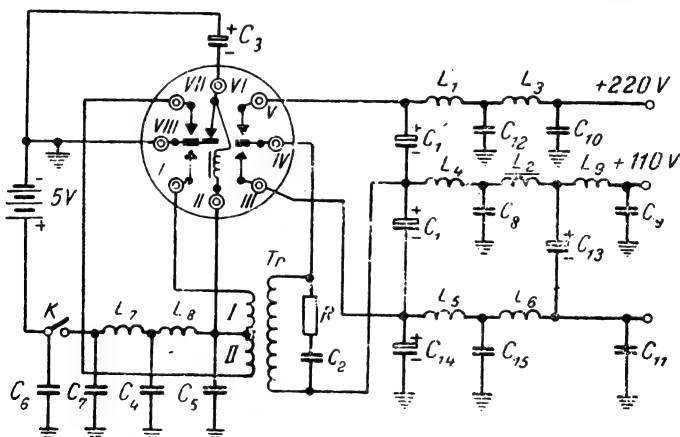 + C3
-
VII VI
V
VIII
IV
I
II
III
L1 L3 +220 V
+
C1
-
C12 C10
L4 L2 L9 +110 V
+
C1
-
C8 C9
+
C13
-
-
5V
+
Tr
K L7 L8
I
II
R
C2
L5 L6
+
C14
-
C15 C11
C6 C7 C4 C5